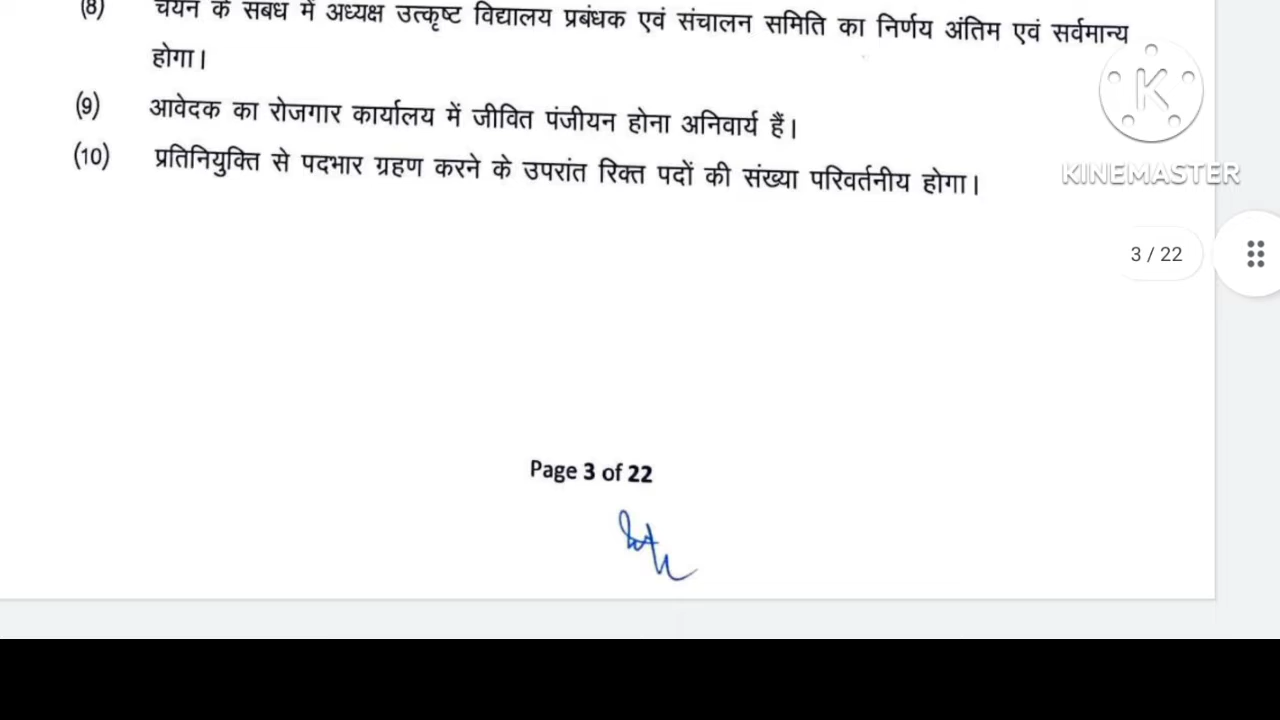 (8) चयन के संबंध में अध्यक्ष उत्कृष्ट विद्यालय प्रबंधक एवं संचालन समिति का निर्णय अंतिम एवं सर्वमान्य
होगा।
(9) आवेदक का रोजगार कार्यालय में जीवित पंजीयन होना अनिवार्य हैं।
(10) प्रतिनियुक्ति से पदभार ग्रहण करने के उपरांत रिक्त पदों की संख्या परिवर्तनीय होगा।
K
KINEMASTER
3 / 22
Page 3 of 22